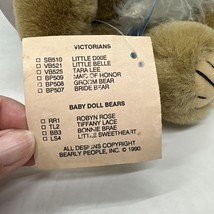 VICTORIANS
SB510 LITTLE DIXIE
VB521 LITTLE BELLE
VB525 TARA LEE
BP509 MAID OF HONOR
BP508 GROOM BEAR
BP507 BRIDE BEAR
BABY DOLL BEARS
RR1 ROBYN ROSE
TL2 TIFFANY LACE
BB3 BONNIE BRAE
LS4 LITTLE SWEETHEART
ALL DESIGNS COPYRIGHT
BEARLY PEOPLE, INC. © 1990